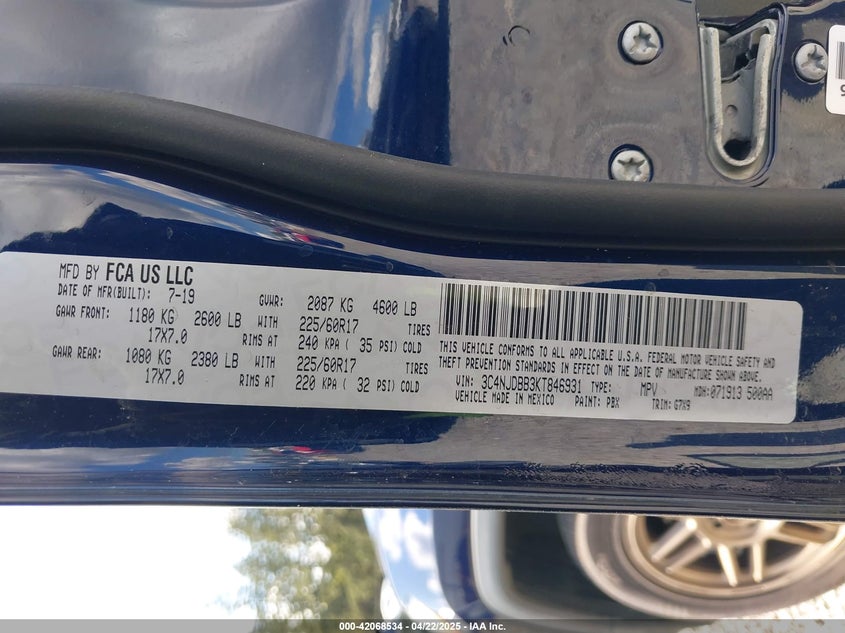 MFD BY FCA US LLC
DATE OF MFR(BUILT): 7-19 GVWR: 2087 KG 4600 LB
GAWR FRONT: 1180 KG 2600 LB WITH 225/60R17 TIRES
17X7.0 RIMS AT 240 KPA ( 35 PSI) COLD
GAWR REAR: 1080 KG 2380 LB WITH 225/60R17 TIRES
17X7.0 RIMS AT 220 KPA ( 32 PSI) COLD
THIS VEHICLE CONFORMS TO ALL APPLICABLE U.S.A. FEDERAL MOTOR VEHICLE SAFETY AND
THEFT PREVENTION STANDARDS IN EFFECT ON THE DATE OF MANUFACTURE SHOWN ABOVE.
VIN: 3C4NJDBB3KT846931 TYPE: MPV MDH: 071913 500AA
VEHICLE MADE IN MEXICO PAINT: PBX TRIM: G7X9
000-42068534 - 04/22/2025 - IAA Inc.